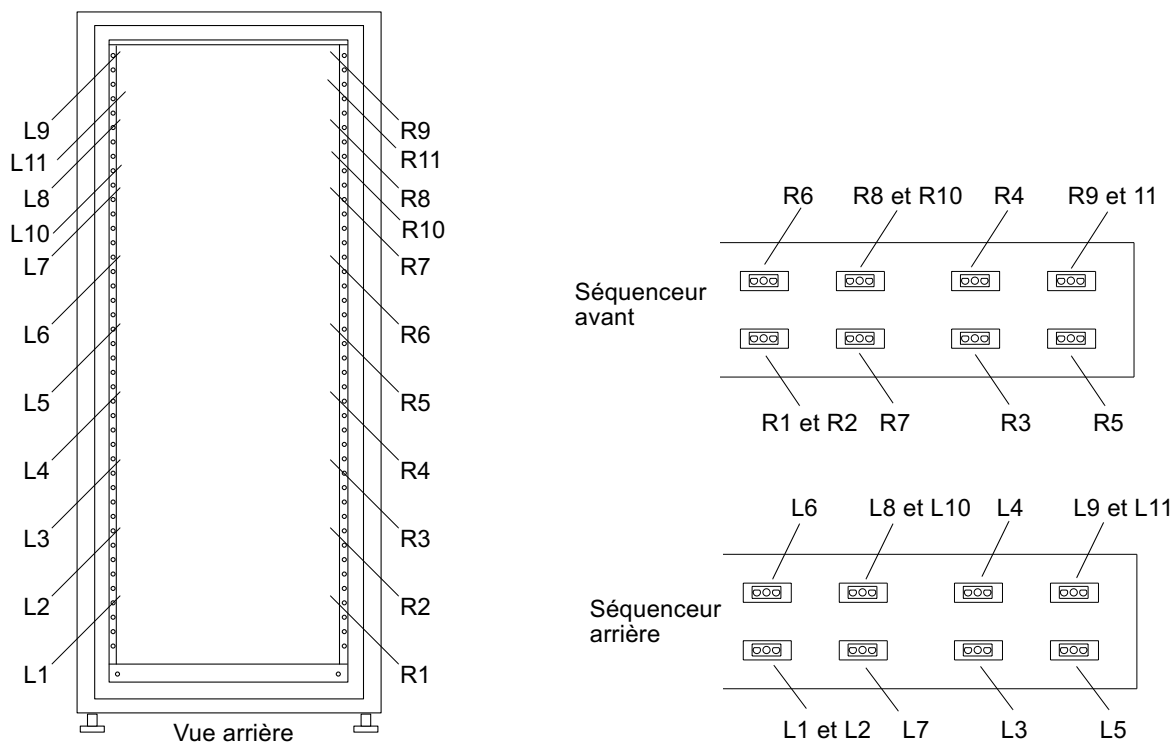 L9
L11
L8
L10
L7
L6
L5
L4
L3
L2
L1
R9
R11
R8
R10
R7
R6
R5
R4
R3
R2
R1
Vue arrière
R6
R8 et R10
R4
R9 et 11
Séquenceur
avant
R1 et R2
R7
R3
R5
L6
L8 et L10
L4
L9 et L11
Séquenceur
arrière
L1 et L2
L7
L3
L5